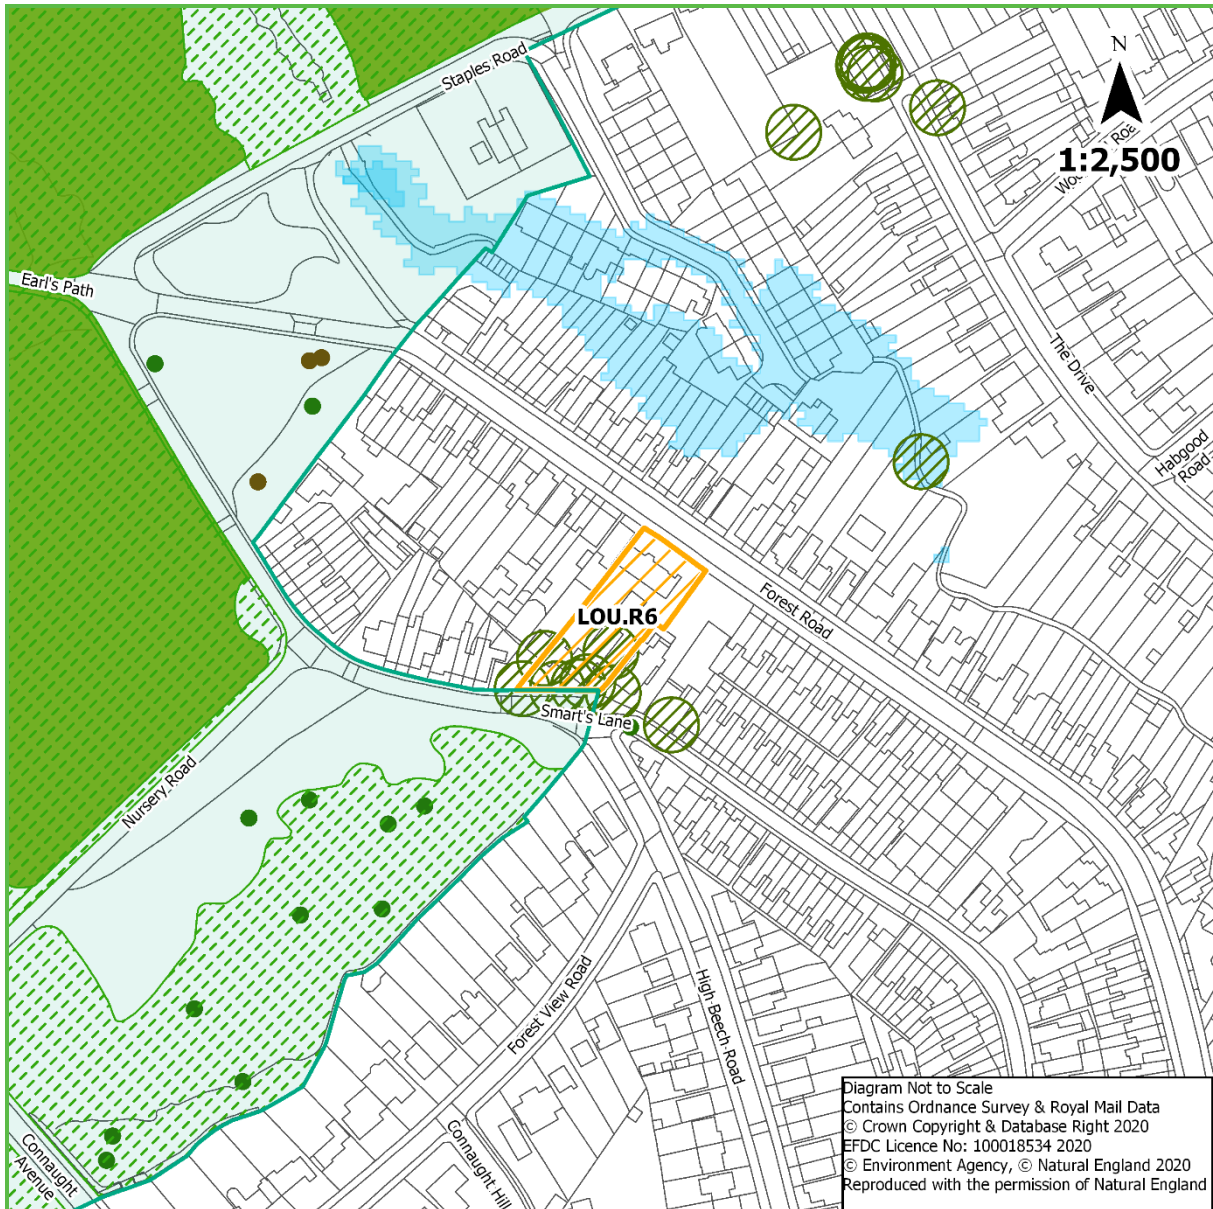 Staples Road
N
1:2,500
Earl's Path
The Drive
Habgood
Road
LOU.R6
Forest Road
Smart's Lane
Nursery Road
Forest View Road
High Beech Road
Connaught
Avenue
Connaught Hill
Diagram Not to Scale
Contains Ordnance Survey & Royal Mail Data
© Crown Copyright & Database Right 2020
EFDC Licence No: 100018534 2020
© Environment Agency, © Natural England 2020
Reproduced with the permission of Natural England